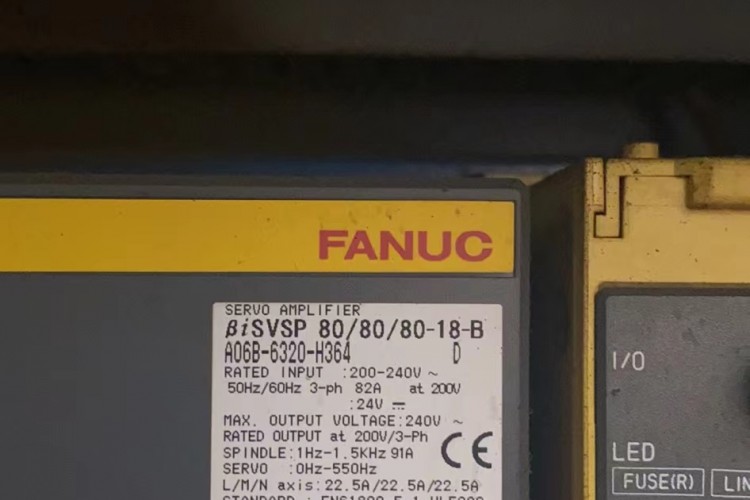 FANUC
SERVO AMPLIFIER
βiSVSP 80/80/80-18-B
A06B-6320-H364 D
RATED INPUT :200-240V ~
50Hz/60Hz 3-ph 82A at 200V
:24V ⎓
MAX. OUTPUT VOLTAGE:240V ~
RATED OUTPUT at 200V/3-Ph
SPINDLE:1Hz-1.5KHz 91A
CE
SERVO :0Hz-550Hz
L/M/N axis:22.5A/22.5A/22.5A
I/O
LED
FUSE(R)